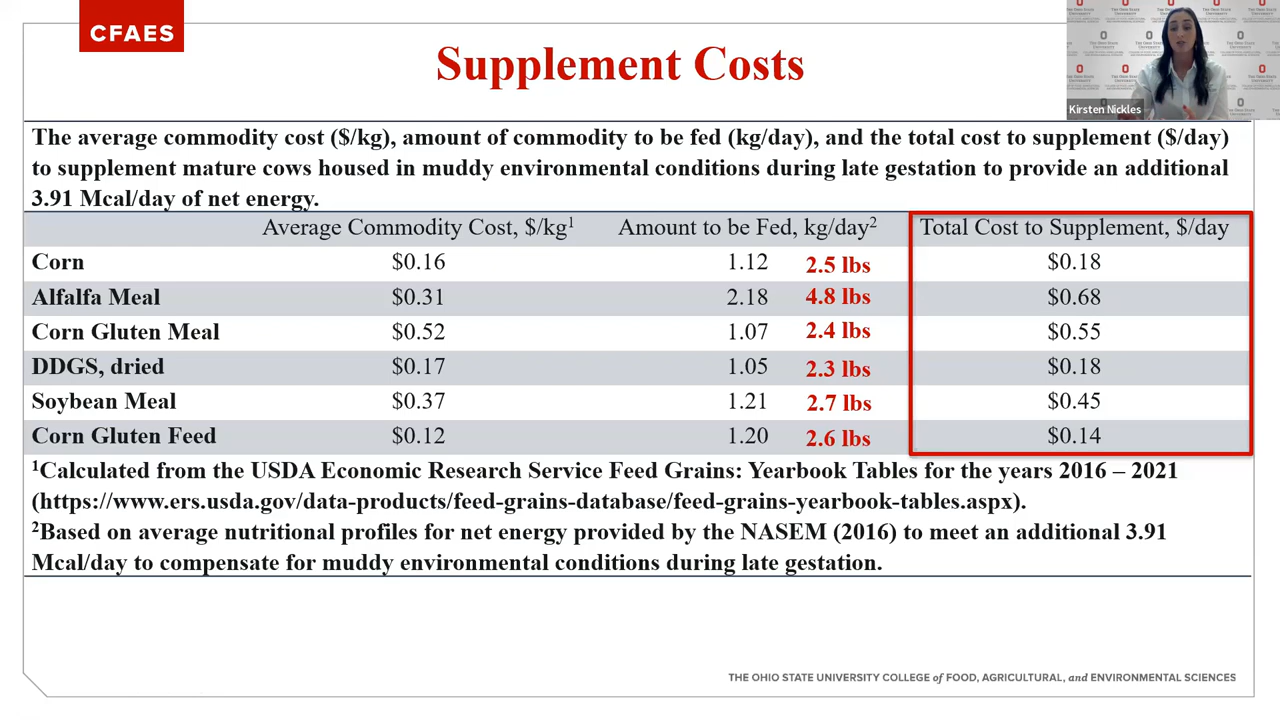 CFAES
Supplement Costs
Kirsten Nickles
The average commodity cost ($/kg), amount of commodity to be fed (kg/day), and the total cost to supplement ($/day)
to supplement mature cows housed in muddy environmental conditions during late gestation to provide an additional
3.91 Mcal/day of net energy.
Average Commodity Cost, $/kg¹ Amount to be Fed, kg/day² Total Cost to Supplement, $/day
Corn $0.16 1.12 2.5 lbs $0.18
Alfalfa Meal $0.31 2.18 4.8 lbs $0.68
Corn Gluten Meal $0.52 1.07 2.4 lbs $0.55
DDGS, dried $0.17 1.05 2.3 lbs $0.18
Soybean Meal $0.37 1.21 2.7 lbs $0.45
Corn Gluten Feed $0.12 1.20 2.6 lbs $0.14
¹Calculated from the USDA Economic Research Service Feed Grains: Yearbook Tables for the years 2016 – 2021
(https://www.ers.usda.gov/data-products/feed-grains-database/feed-grains-yearbook-tables.aspx).
²Based on average nutritional profiles for net energy provided by the NASEM (2016) to meet an additional 3.91
Mcal/day to compensate for muddy environmental conditions during late gestation.
THE OHIO STATE UNIVERSITY COLLEGE of FOOD, AGRICULTURAL, and ENVIRONMENTAL SCIENCES